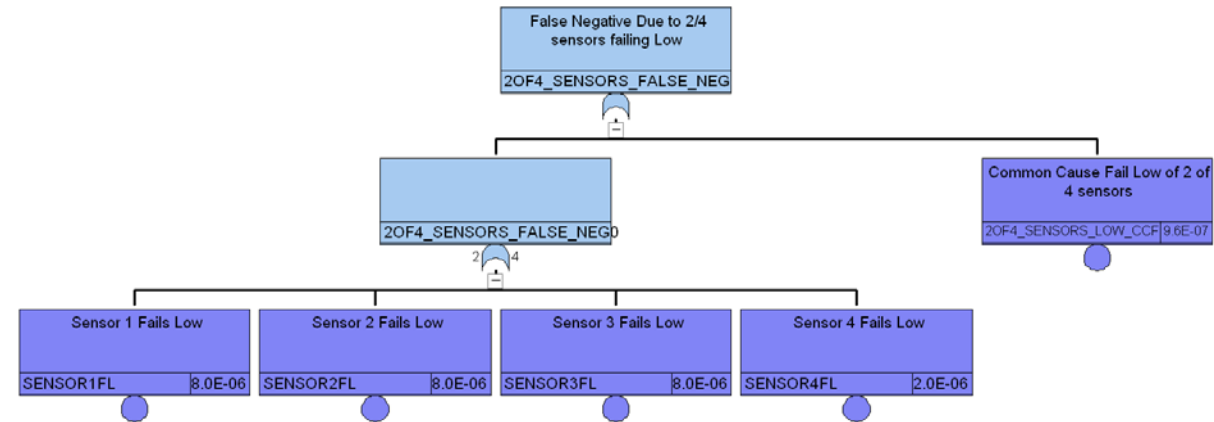 False Negative Due to 2/4
sensors failing Low
2OF4_SENSORS_FALSE_NEG
2OF4_SENSORS_FALSE_NEG0
Common Cause Fail Low of 2 of
4 sensors
2OF4_SENSORS_LOW_CCF 9.6E-07
2 4
Sensor 1 Fails Low
SENSOR1FL 8.0E-06
Sensor 2 Fails Low
SENSOR2FL 8.0E-06
Sensor 3 Fails Low
SENSOR3FL 8.0E-06
Sensor 4 Fails Low
SENSOR4FL 2.0E-06